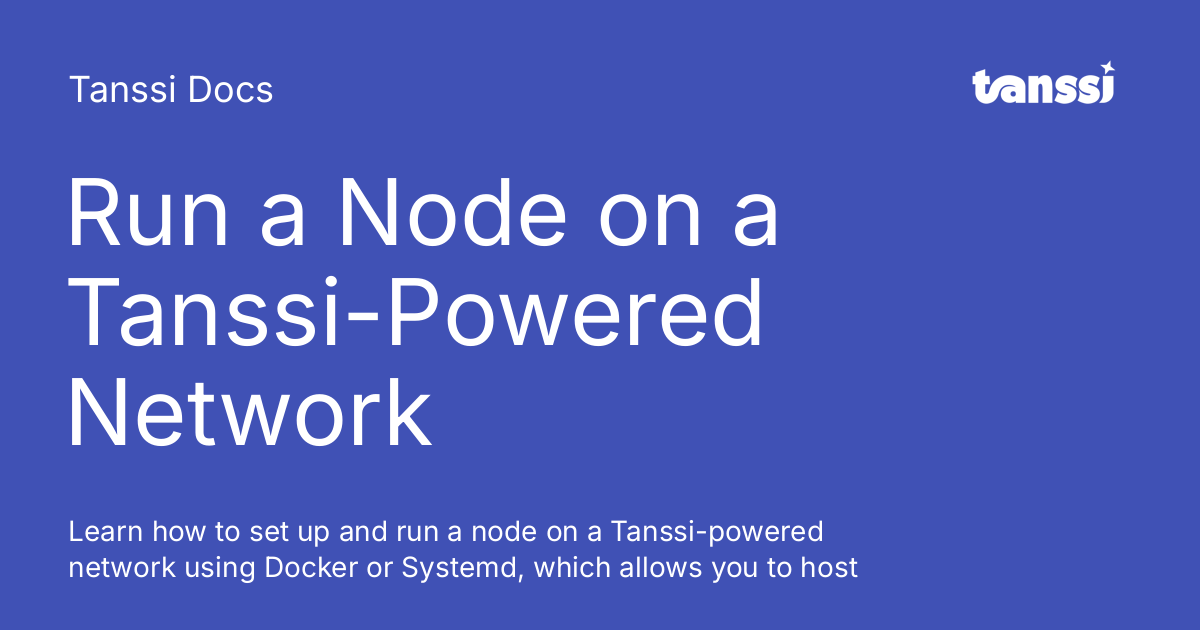 Tanssi Docs
tanssi
Run a Node on a
Tanssi-Powered
Network
Learn how to set up and run a node on a Tanssi-powered
network using Docker or Systemd, which allows you to host